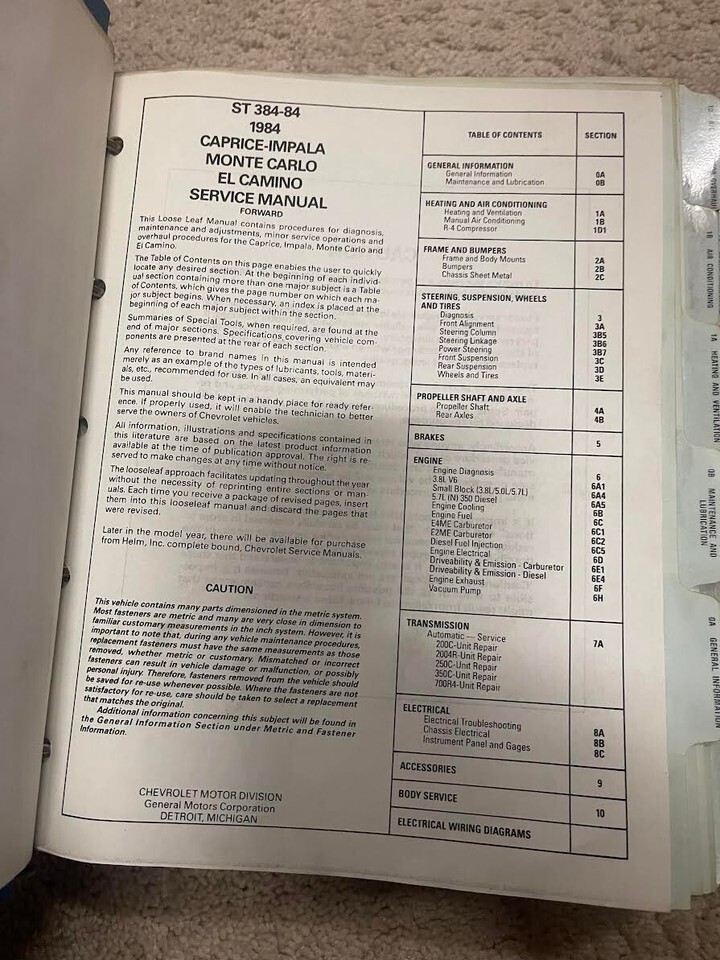 ST 384-84
1984
CAPRICE-IMPALA
MONTE CARLO
EL CAMINO
SERVICE MANUAL
FORWARD
This Loose Leaf Manual contains procedures for diagnosis,
maintenance and adjustments, minor service operations and
overhaul procedures for the Caprice, Impala, Monte Carlo and
El Camino.
The Table of Contents on this page enables the user to quickly
locate any desired section. At the beginning of each individ-
ual section containing more than one major subject is a Table
of Contents, which gives the page number on which each ma-
jor subject begins. When necessary, an index is placed at the
beginning of each major subject within the section.
Summaries of Special Tools, when required, are found at the
end of major sections. Specifications covering vehicle com-
ponents are presented at the rear of each section.
Any reference to brand names in this manual is intended
merely as an example of the types of lubricants, tools, materi-
als, etc., recommended for use. In all cases, an equivalent may
be used.
This manual should be kept in a handy place for ready refer-
ence. If properly used, it will enable the technician to better
serve the owners of Chevrolet vehicles.
All information, illustrations and specifications contained in
this literature are based on the latest product information
available at the time of publication approval. The right is re-
served to make changes at any time without notice.
The looseleaf approach facilitates updating throughout the year
without the necessity of reprinting entire sections or man-
uals. Each time you receive a package of revised pages, insert
them into this looseleaf manual and discard the pages that
were revised.
Later in the model year, there will be available for purchase
from Helm, Inc. complete bound, Chevrolet Service Manuals.
CAUTION
This vehicle contains many parts dimensioned in the metric system.
Most fasteners are metric and many are very close in dimension to
familiar customary measurements in the inch system. However, it is
important to note that, during any vehicle maintenance procedures,
replacement fasteners must have the same measurements as those
removed, whether metric or customary. Mismatched or incorrect
fasteners can result in vehicle damage or malfunction, or possibly
personal injury. Therefore, fasteners removed from the vehicle should
be saved for re-use whenever possible. Where the fasteners are not
satisfactory for re-use, care should be taken to select a replacement
that matches the original.
Additional information concerning this subject will be found in
the General Information Section under Metric and Fastener
Information.
CHEVROLET MOTOR DIVISION
General Motors Corporation
DETROIT, MICHIGAN
TABLE OF CONTENTS SECTION
GENERAL INFORMATION
General Information 0A
Maintenance and Lubrication 0B
HEATING AND AIR CONDITIONING
Heating and Ventilation 1A
Manual Air Conditioning 1B
R-4 Compressor 1D1
FRAME AND BUMPERS
Frame and Body Mounts 2A
Bumpers 2B
Chassis Sheet Metal 2C
STEERING, SUSPENSION, WHEELS
AND TIRES
Diagnosis 3
Front Alignment 3A
Steering Column 3B5
Steering Linkage 3B6
Power Steering 3B7
Front Suspension 3C
Rear Suspension 3D
Wheels and Tires 3E
PROPELLER SHAFT AND AXLE
Propeller Shaft 4A
Rear Axles 4B
BRAKES 5
ENGINE
Engine Diagnosis 6
3.8L V6 6A1
Small Block (3.8L/5.0L/5.7L) 6A4
5.7L (N) 350 Diesel 6A5
Engine Cooling 6B
Engine Fuel 6C
E4ME Carburetor 6C1
E2ME Carburetor 6C2
Diesel Fuel Injection 6C5
Engine Electrical 6D
Driveability & Emission - Carburetor 6E1
Driveability & Emission - Diesel 6E4
Engine Exhaust 6F
Vacuum Pump 6H
TRANSMISSION
Automatic — Service 7A
200C-Unit Repair
2004R-Unit Repair
250C-Unit Repair
350C-Unit Repair
700R4-Unit Repair
ELECTRICAL
Electrical Troubleshooting 8A
Chassis Electrical 8B
Instrument Panel and Gages 8C
ACCESSORIES 9
BODY SERVICE 10
ELECTRICAL WIRING DIAGRAMS
1B AIR CONDITIONING
1A HEATING AND VENTILATION
0B MAINTENANCE AND
LUBRICATION
0A GENERAL INFORMATION